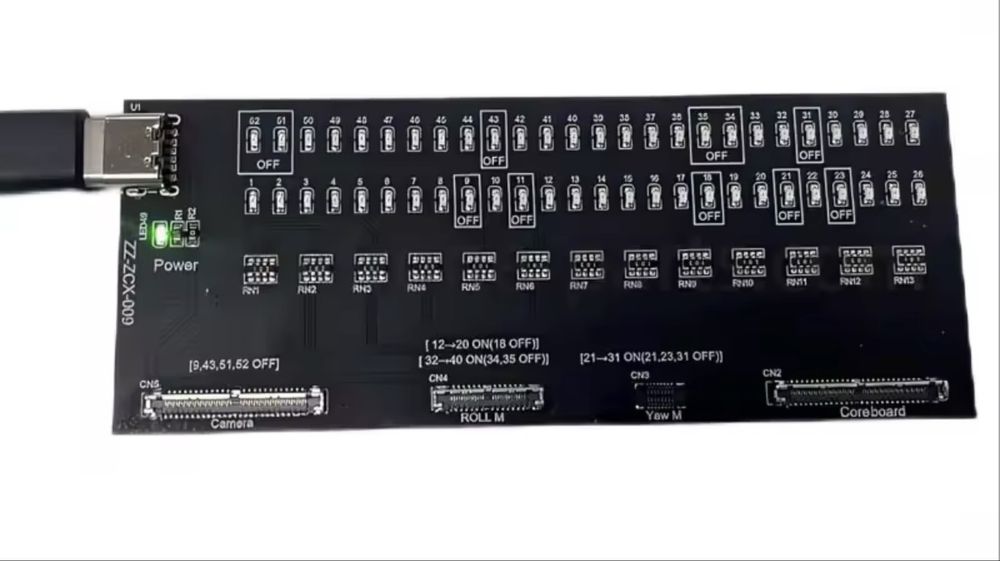 U1
52 51 50 49 48 47 46 45 44 43 42 41 40 39 38 37 36 35 34 33 32 31 30 29 28 27
OFF OFF OFF OFF
1 2 3 4 5 6 7 8 9 10 11 12 13 14 15 16 17 18 19 20 21 22 23 24 25 26
OFF OFF OFF OFF OFF
LED49 R1 R2
Power
ZZ-ZCX-009
RN1 RN2 RN3 RN4 RN5 RN6 RN7 RN8 RN9 RN10 RN11 RN12 RN13
[9,43,51,52 OFF]
[ 12→20 ON(18 OFF)]
[ 32→40 ON(34,35 OFF)]
[21→31 ON(21,23,31 OFF)]
CN5
Camera
CN4
ROLL M
CN3
Yaw M
CN2
Coreboard